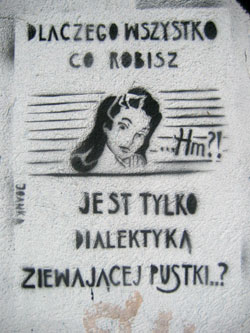 DLACZEGO WSZYSTKO
CO ROBISZ
...Hm?!
JEST TYLKO
DIALEKTYKĄ
ZIEWAJĄCEJ PUSTKI..?